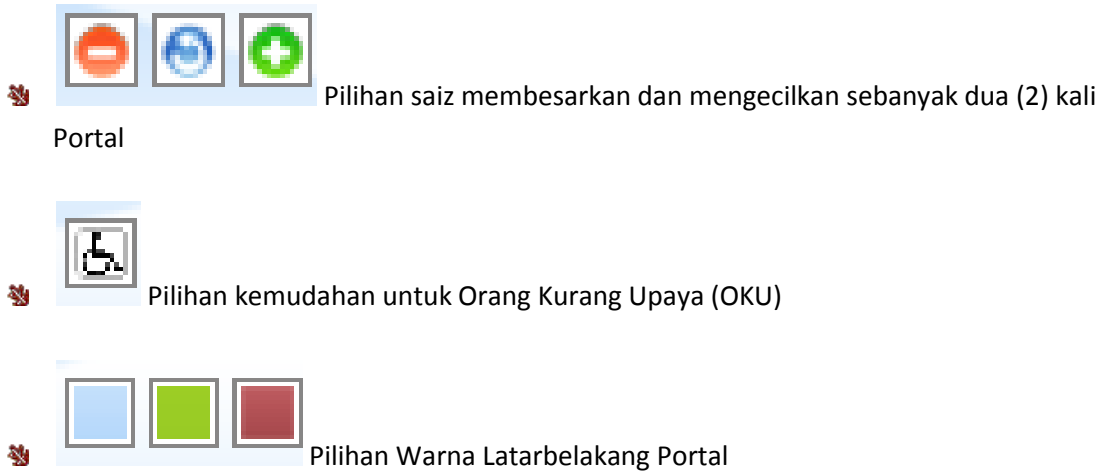 Pilihan saiz membesarkan dan mengecilkan sebanyak dua (2) kali
Portal
Pilihan kemudahan untuk Orang Kurang Upaya (OKU)
Pilihan Warna Latarbelakang Portal